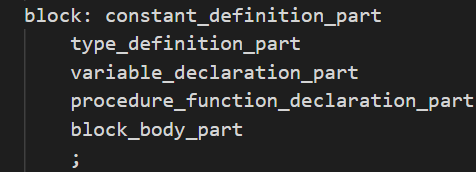 block: constant_definition_part
type_definition_part
variable_declaration_part
procedure_function_declaration_part
block_body_part
;